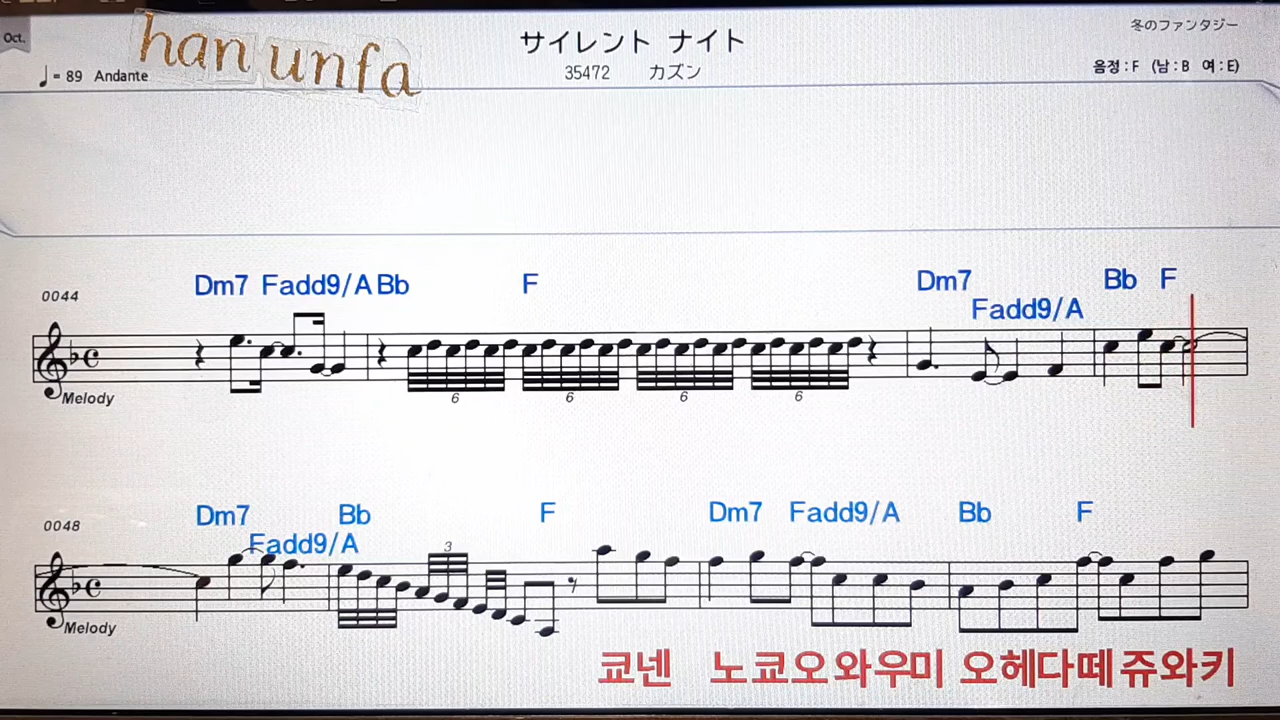 Oct.
han unfa
サイレント ナイト
冬のファンタジー
♩= 89 Andante
35472 カズン
음정 : F (남 : B 여 : E)
Dm7 Fadd9/A Bb F Dm7 Fadd9/A Bb F
0044
Melody
6 6 6 6
Dm7 Fadd9/A Bb F Dm7 Fadd9/A Bb F
0048
3
Melody
쿄넨 노쿄오와우미 오헤다떼쥬와키